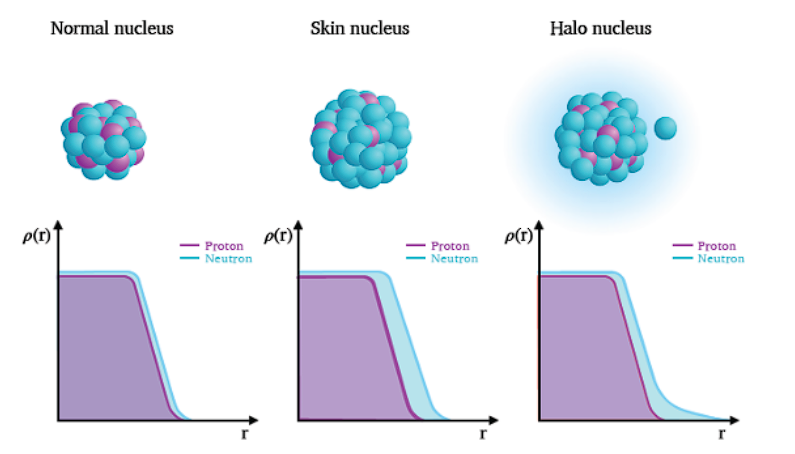 Normal nucleus
Skin nucleus
Halo nucleus
ρ(r)
Proton
Neutron
r
ρ(r)
Proton
Neutron
r
ρ(r)
Proton
Neutron
r